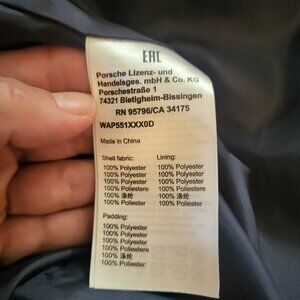 EAC
Porsche Lizenz- und
Handelsges. mbH & Co. KG
Porschestraße 1
74321 Bietigheim-Bissingen
RN 95796/CA 34175
WAP551XXX0D
Made in China
Shell fabric: Lining:
100% Polyester 100% Polyester
100% Polyester 100% Polyester
100% Polyester 100% Polyester
100% Poliestere 100% Poliestere
100% 涤纶 100% 涤纶
100% Polyester 100% Polyester
Padding:
100% Polyester
100% Polyester
100% Polyester
100% Poliestere
100% 涤纶
100% Polyester